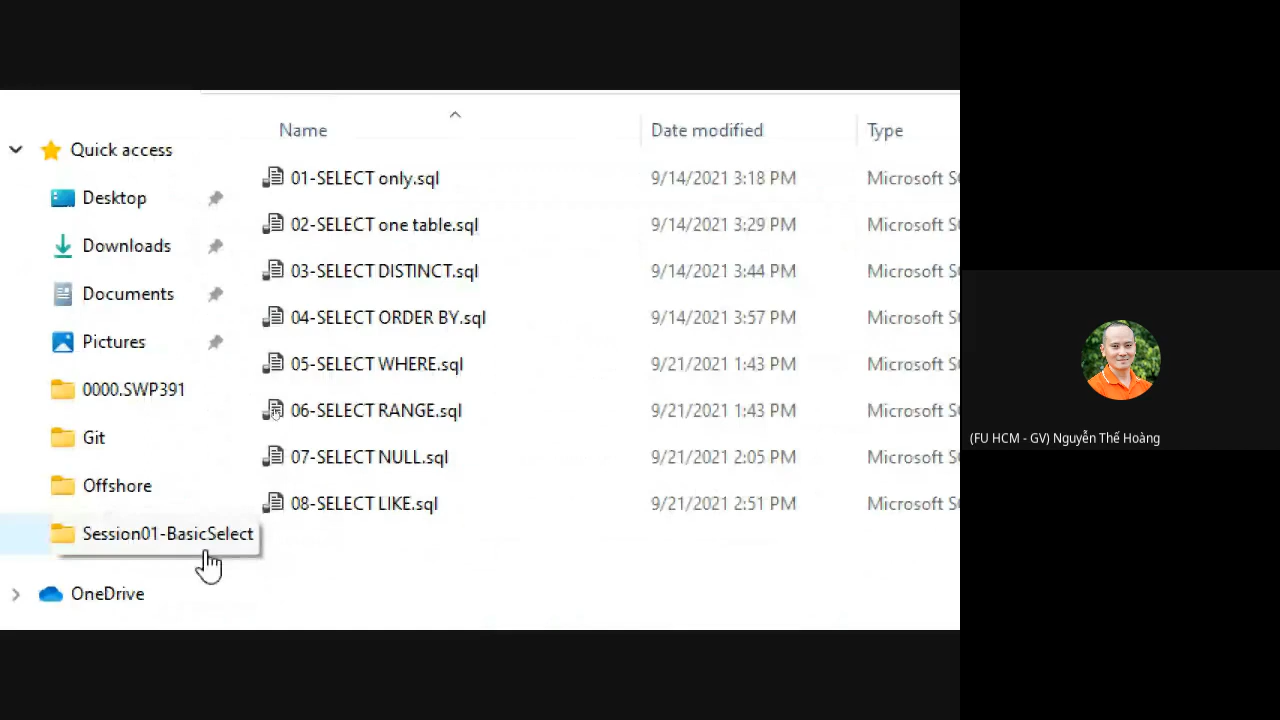 Name Date modified Type
Quick access
Desktop
Downloads
Documents
Pictures
0000.SWP391
Git
Offshore
Session01-BasicSelect
OneDrive
01-SELECT only.sql 9/14/2021 3:18 PM Microsoft S
02-SELECT one table.sql 9/14/2021 3:29 PM Microsoft S
03-SELECT DISTINCT.sql 9/14/2021 3:44 PM Microsoft S
04-SELECT ORDER BY.sql 9/14/2021 3:57 PM Microsoft S
05-SELECT WHERE.sql 9/21/2021 1:43 PM Microsoft S
06-SELECT RANGE.sql 9/21/2021 1:43 PM Microsoft S
07-SELECT NULL.sql 9/21/2021 2:05 PM Microsoft S
08-SELECT LIKE.sql 9/21/2021 2:51 PM Microsoft S
(FU HCM - GV) Nguyễn Thế Hoàng